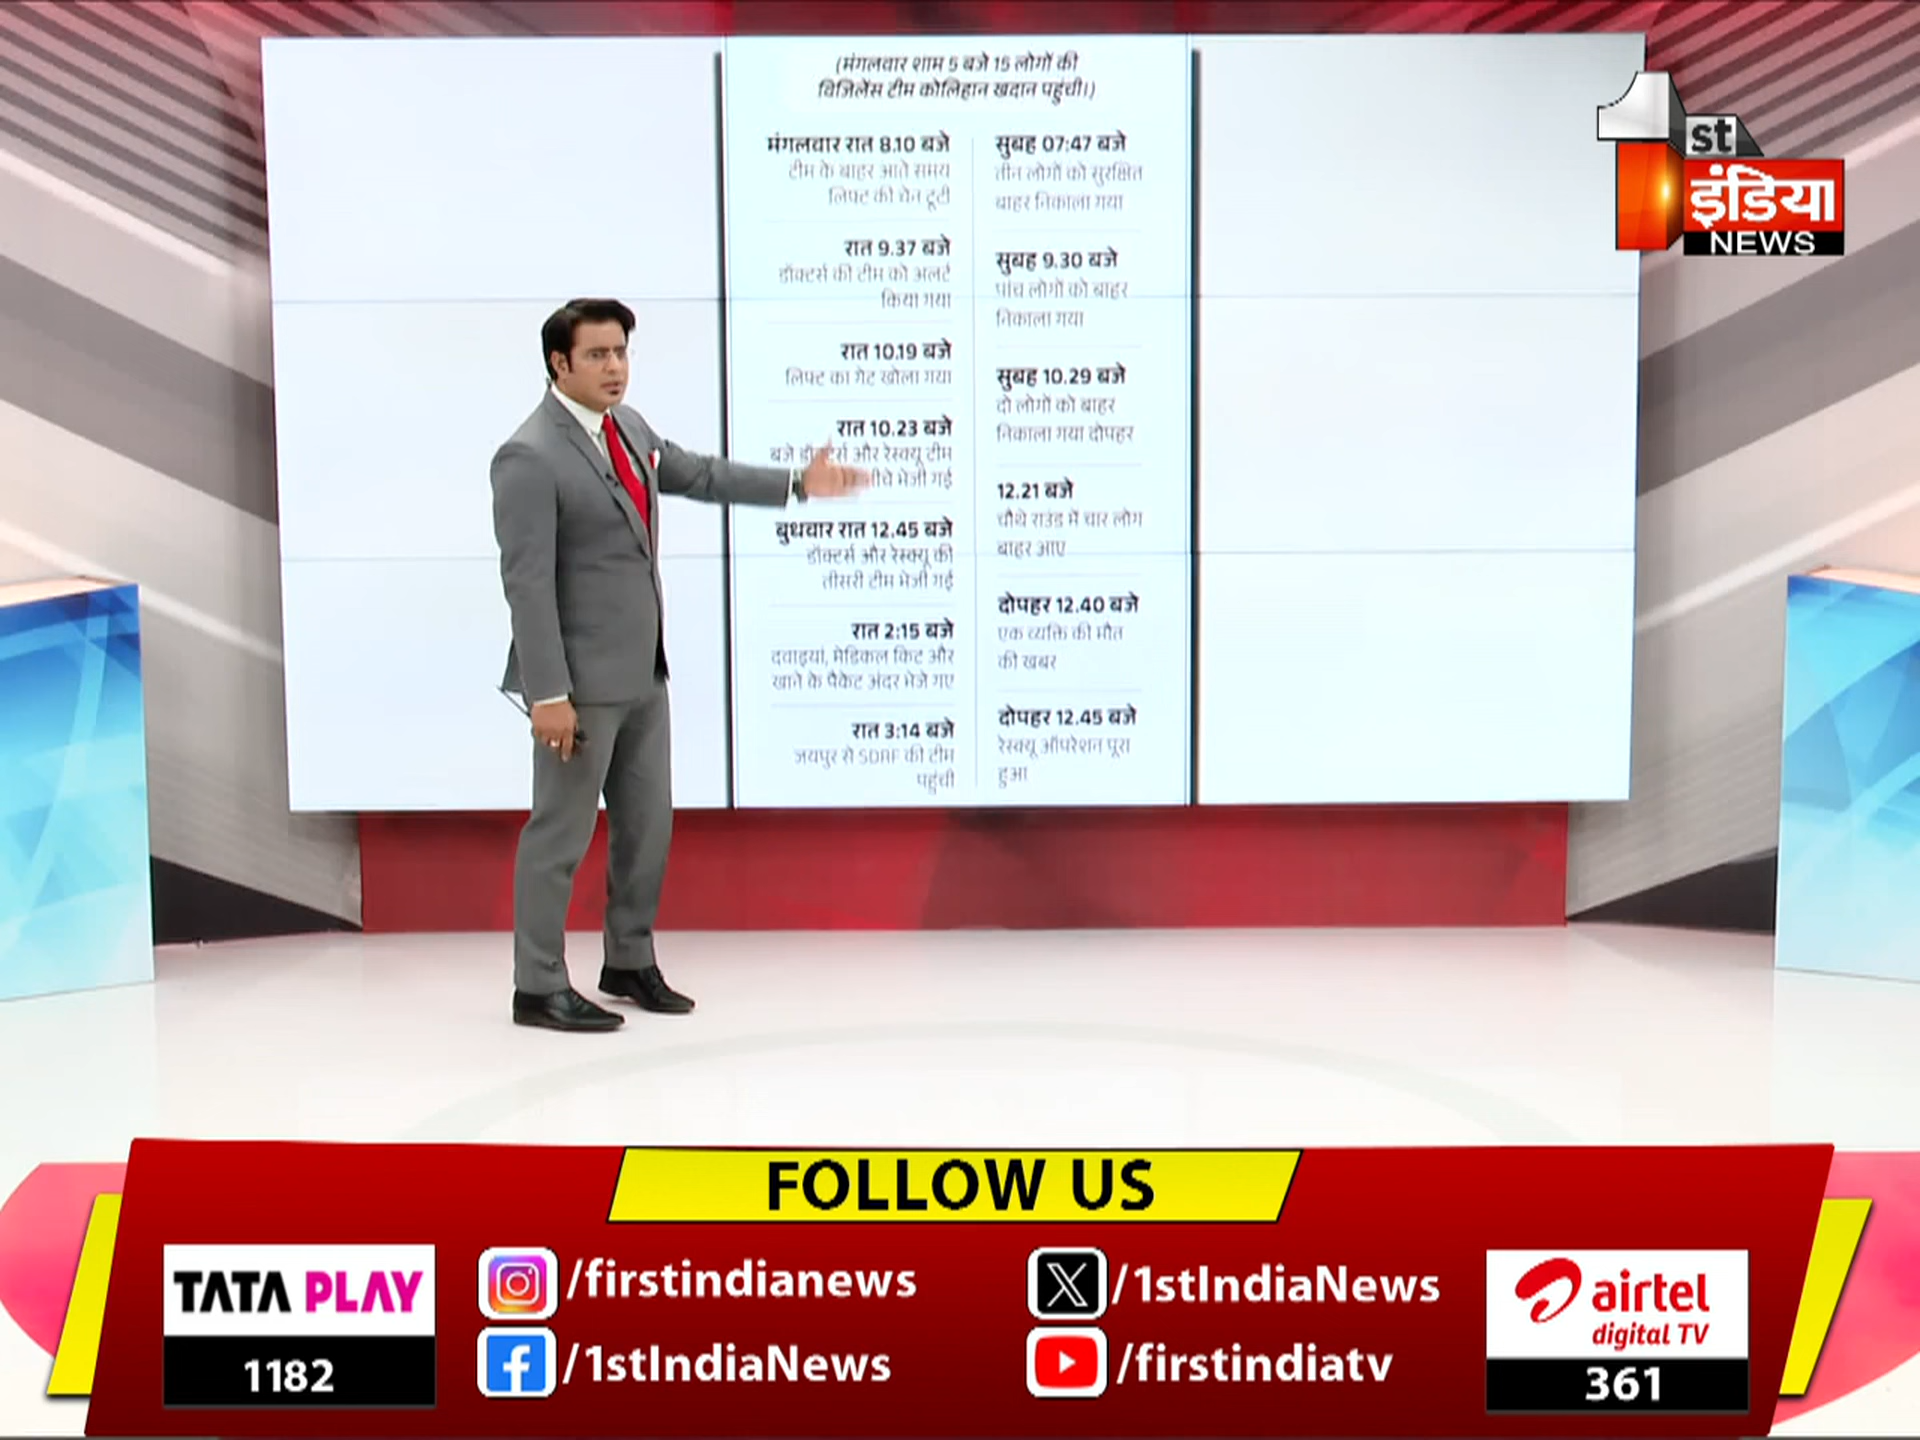 (मंगलवार शाम 5 बजे 15 लोगों की
विजिलेंस टीम कोलिहान खदान पहुंची।)
मंगलवार रात 8.10 बजे
टीम के बाहर आते समय
लिफ्ट की चेन टूटी
रात 9.37 बजे
डॉक्टर्स की टीम को अलर्ट
किया गया
रात 10.19 बजे
लिफ्ट का गेट खोला गया
रात 10.23 बजे
बजे और रेस्क्यू टीम
नीचे भेजी गई
बुधवार रात 12.45 बजे
डॉक्टर्स और रेस्क्यू की
तीसरी टीम भेजी गई
रात 2:15 बजे
दवाइयां, मेडिकल किट और
खाने के पैकेट अंदर भेजे गए
रात 3:14 बजे
जयपुर से SDRF की टीम
पहुंची
सुबह 07:47 बजे
तीन लोगों को सुरक्षित
बाहर निकाला गया
सुबह 9.30 बजे
पांच लोगों को बाहर
निकाला गया
सुबह 10.29 बजे
दो लोगों को बाहर
निकाला गया दोपहर
12.21 बजे
चौथे राउंड में चार लोग
बाहर आए
दोपहर 12.40 बजे
एक व्यक्ति की मौत
की खबर
दोपहर 12.45 बजे
रेस्क्यू ऑपरेशन पूरा
हुआ
1st
इंडिया
NEWS
FOLLOW US
TATA PLAY
1182
/firstindianews
/1stIndiaNews
/1stIndiaNews
/firstindiatv
airtel
digital TV
361